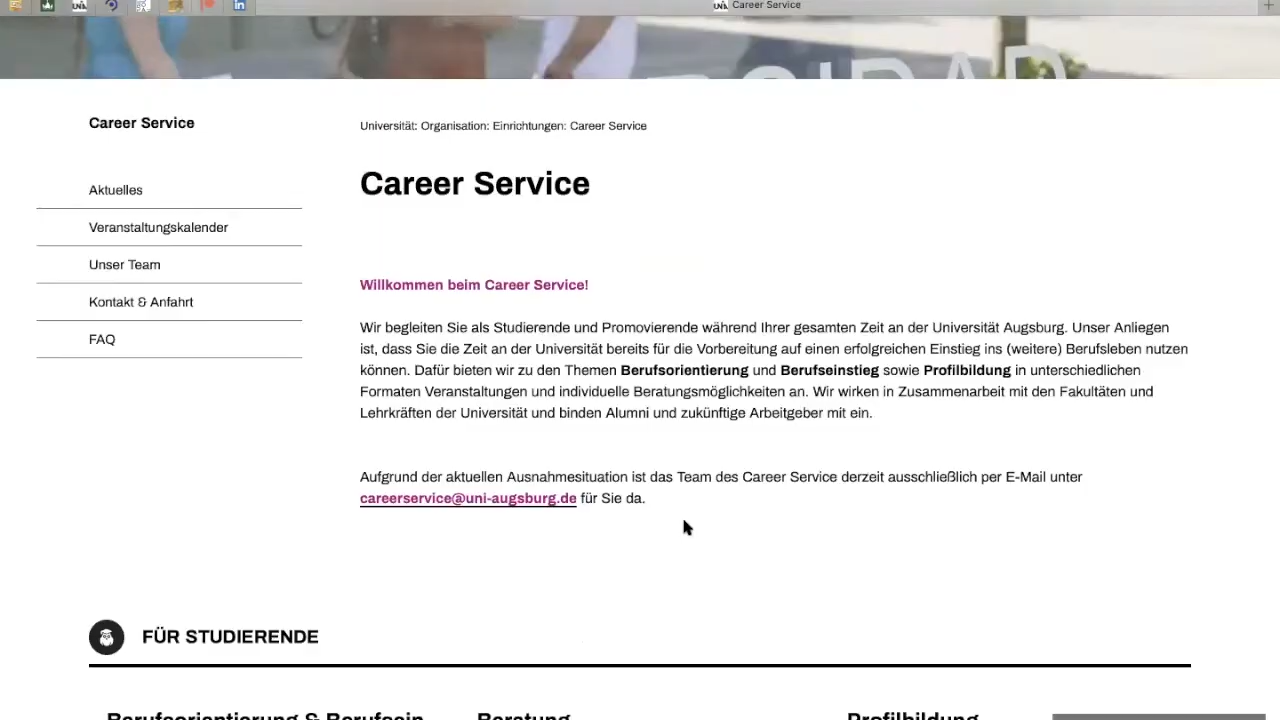 Career Service
Career Service
Universität: Organisation: Einrichtungen: Career Service
Career Service
Aktuelles
Veranstaltungskalender
Unser Team
Kontakt & Anfahrt
FAQ
Willkommen beim Career Service!
Wir begleiten Sie als Studierende und Promovierende während Ihrer gesamten Zeit an der Universität Augsburg. Unser Anliegen
ist, dass Sie die Zeit an der Universität bereits für die Vorbereitung auf einen erfolgreichen Einstieg ins (weitere) Berufsleben nutzen
können. Dafür bieten wir zu den Themen Berufsorientierung und Berufseinstieg sowie Profilbildung in unterschiedlichen
Formaten Veranstaltungen und individuelle Beratungsmöglichkeiten an. Wir wirken in Zusammenarbeit mit den Fakultäten und
Lehrkräften der Universität und binden Alumni und zukünftige Arbeitgeber mit ein.
Aufgrund der aktuellen Ausnahmesituation ist das Team des Career Service derzeit ausschließlich per E-Mail unter
careerservice@uni-augsburg.de für Sie da.
FÜR STUDIERENDE
Berufsorientierung & Berufsein
Beratung
Profilbildung